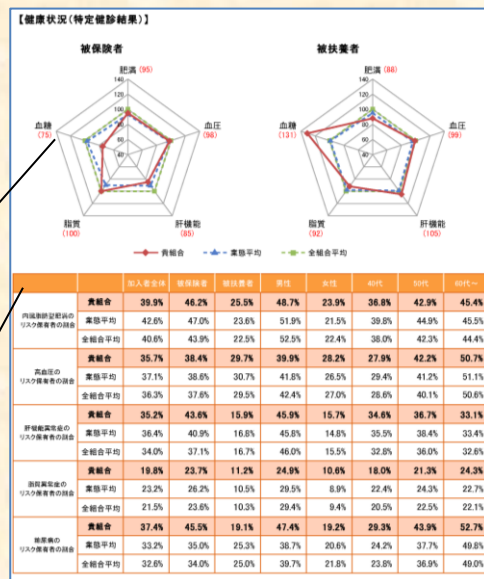 【健康状況(特定健診結果)】
被保険者
被扶養者
肥満 (95)
血圧
(98)
肝機能
(85)
脂質
(100)
血糖
(75)
140
120
100
80
60
40
肥満 (88)
血圧
(99)
肝機能
(105)
脂質
(92)
血糖
(131)
140
120
100
80
60
40
貴組合 業態平均 全組合平均
加入者全体 被保険者 被扶養者 男性 女性 40代 50代 60代～
内臓脂肪型肥満の
リスク保有者の割合
貴組合 39.9% 46.2% 25.5% 48.7% 23.9% 36.8% 42.9% 45.4%
業態平均 42.6% 47.0% 23.6% 51.9% 21.5% 39.8% 44.9% 45.5%
全組合平均 40.6% 43.9% 22.5% 52.5% 22.4% 38.0% 42.3% 44.4%
高血圧の
リスク保有者の割合
貴組合 35.7% 38.4% 29.7% 39.9% 28.2% 27.9% 42.2% 50.7%
業態平均 37.1% 38.6% 30.7% 41.8% 26.5% 29.4% 41.2% 51.1%
全組合平均 36.3% 37.6% 29.5% 42.4% 27.0% 28.6% 40.1% 50.6%
肝機能異常症の
リスク保有者の割合
貴組合 35.2% 43.6% 15.9% 45.9% 15.7% 34.6% 36.7% 33.1%
業態平均 36.4% 40.9% 16.8% 45.8% 14.8% 35.5% 38.4% 33.4%
全組合平均 34.0% 37.1% 16.7% 46.0% 15.5% 32.8% 36.0% 32.6%
脂質異常症の
リスク保有者の割合
貴組合 19.8% 23.7% 11.2% 24.9% 10.6% 18.0% 21.3% 24.3%
業態平均 23.2% 26.2% 10.5% 29.5% 8.9% 22.4% 24.3% 22.7%
全組合平均 20.5% 23.6% 10.3% 29.4% 9.4% 20.5% 22.5% 22.1%
糖尿病の
リスク保有者の割合
貴組合 37.4% 45.5% 19.1% 47.4% 19.2% 29.3% 43.9% 52.7%
業態平均 33.2% 35.0% 25.3% 38.7% 20.6% 24.2% 37.7% 49.8%
全組合平均 32.6% 34.0% 25.0% 39.7% 21.8% 23.8% 36.9% 49.0%